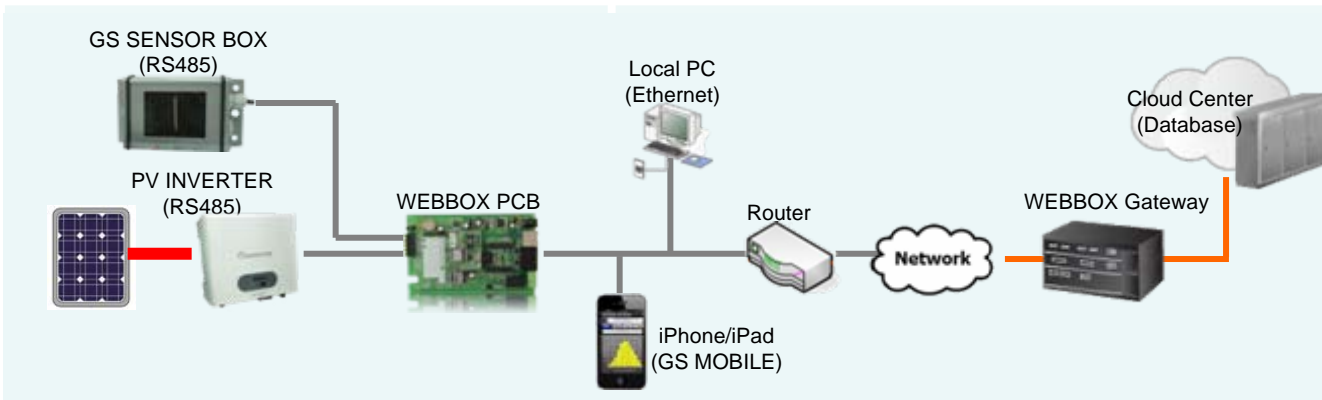 GS SENSOR BOX
(RS485)
PV INVERTER
(RS485)
WEBBOX PCB
Local PC
(Ethernet)
iPhone/iPad
(GS MOBILE)
Router
Network
WEBBOX Gateway
Cloud Center
(Database)